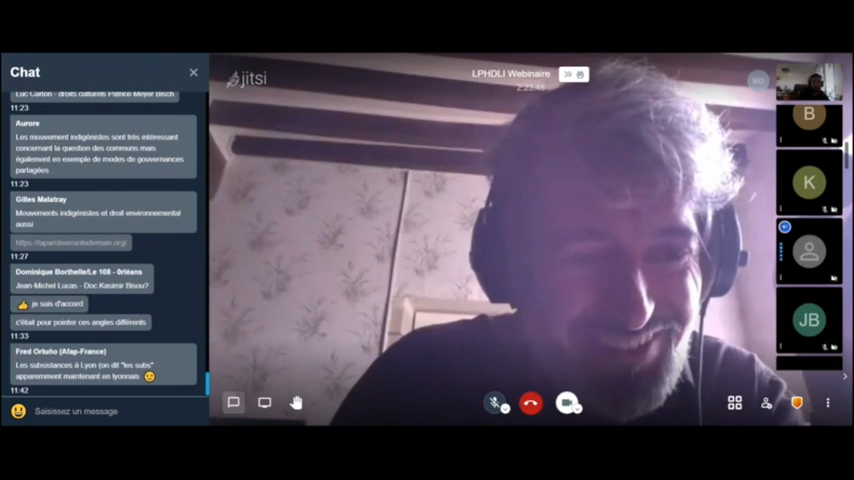 Chat
Luc Carton - droits culturels Patrice Meyer Bisch
11:23
Aurore
Les mouvement indigénistes sont très intéressant
concernant la question des communs mais
également en exemple de modes de gouvernances
partagées
11:23
Gilles Malatray
Mouvements indigénistes et droit environnemental
aussi
https://laparoleerrantedemain.org/
11:27
Dominique Borthelle/Le 108 - Orléans
Jean-Michel Lucas - Doc Kasimir Bisou?
👍 je suis d'accord
c'était pour pointer ces angles différents
11:33
Fred Ortuño (Afap-France)
Les subsistances à Lyon (on dit "les subs"
apparemment maintenant en lyonnais
11:42
Saisissez un message
jitsi
LPHDLI Webinaire
39
2:23:48
MD
B
K
JB